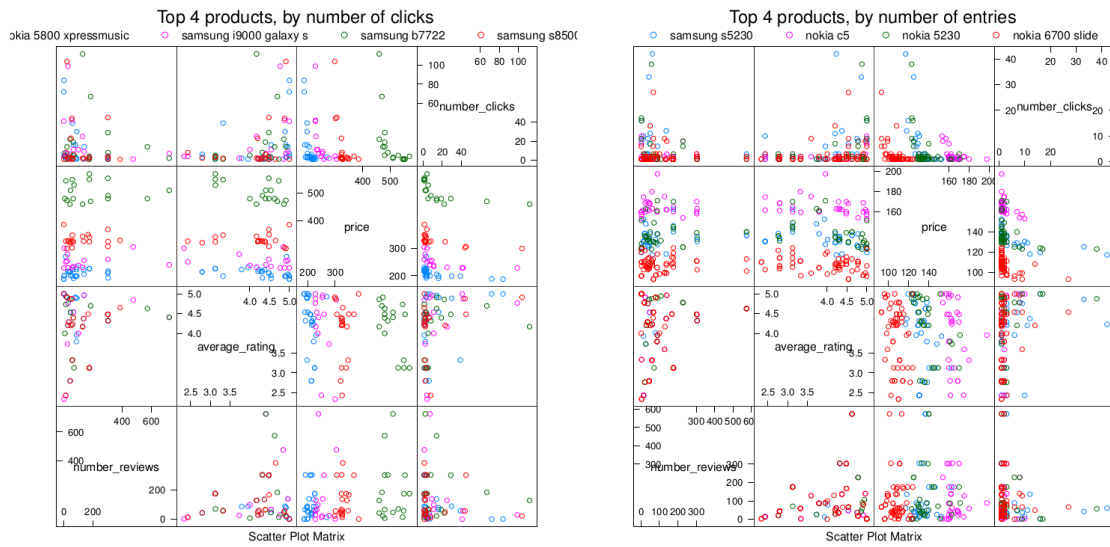 Top 4 products, by number of clicks
okia 5800 xpressmusic samsung i9000 galaxy s samsung b7722 samsung s8500
60 80 100
100
80
60
number_clicks
40
20
0
400 500
0 20 40
500
400
price
200 300
300
200
4.0 4.5 5.0
5.0
4.5
4.0
average_rating
3.5
3.0
2.5
2.5 3.0 3.5
400 600
600
400
number_reviews
200
0
0 200
Scatter Plot Matrix
Top 4 products, by number of entries
samsung s5230 nokia c5 nokia 5230 nokia 6700 slide
20 30 40
40
30
20
number_clicks
20
10
0
160 180 200
0 10 20
200
180
160
price
100 120 140
140
120
100
4.0 4.5 5.0
5.0
4.5
4.0
average_rating
3.5
3.0
2.5
2.5 3.0 3.5
300 400 500 600
600
500
400
300
number_reviews
300
200
100
0
0 100 200 300
Scatter Plot Matrix